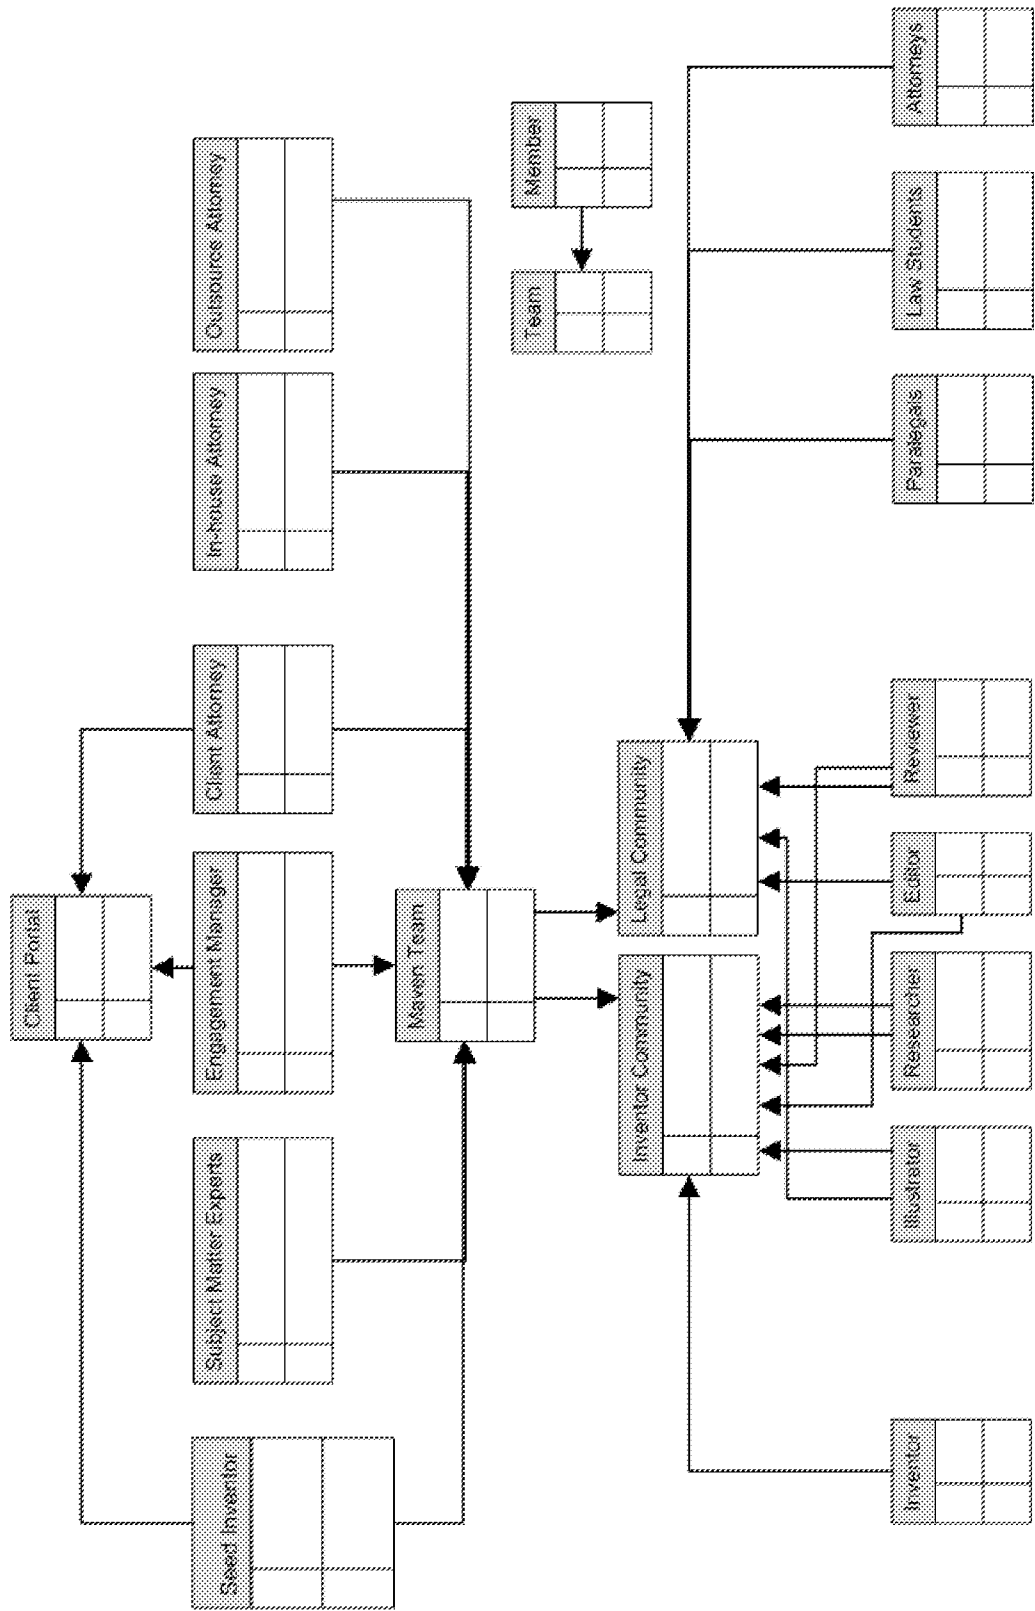 Client Portal
Seed Inventor
Subject Matter Experts
Engagement Manager
Client Attorney
In-house Attorney
Outsource Attorney
Maven Team
Team
Member
Inventor Community
Legal Community
Inventor
Illustrator
Researcher
Editor
Reviewer
Paralegals
Law Students
Attorneys